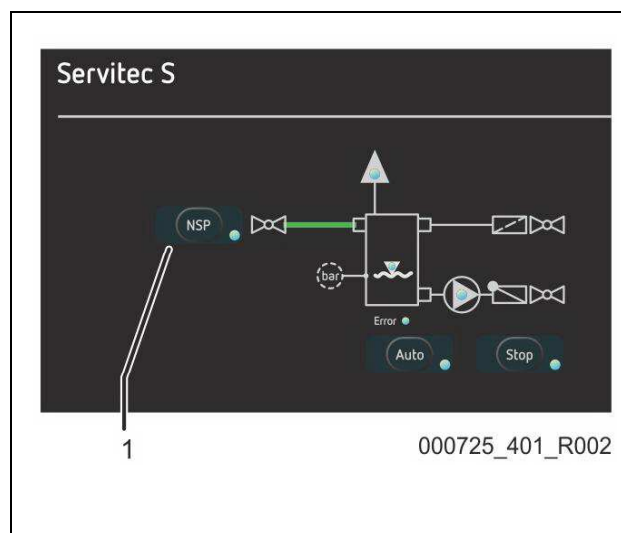 Servitec S
NSP
bar
Error
Auto
Stop
1
000725_401_R002